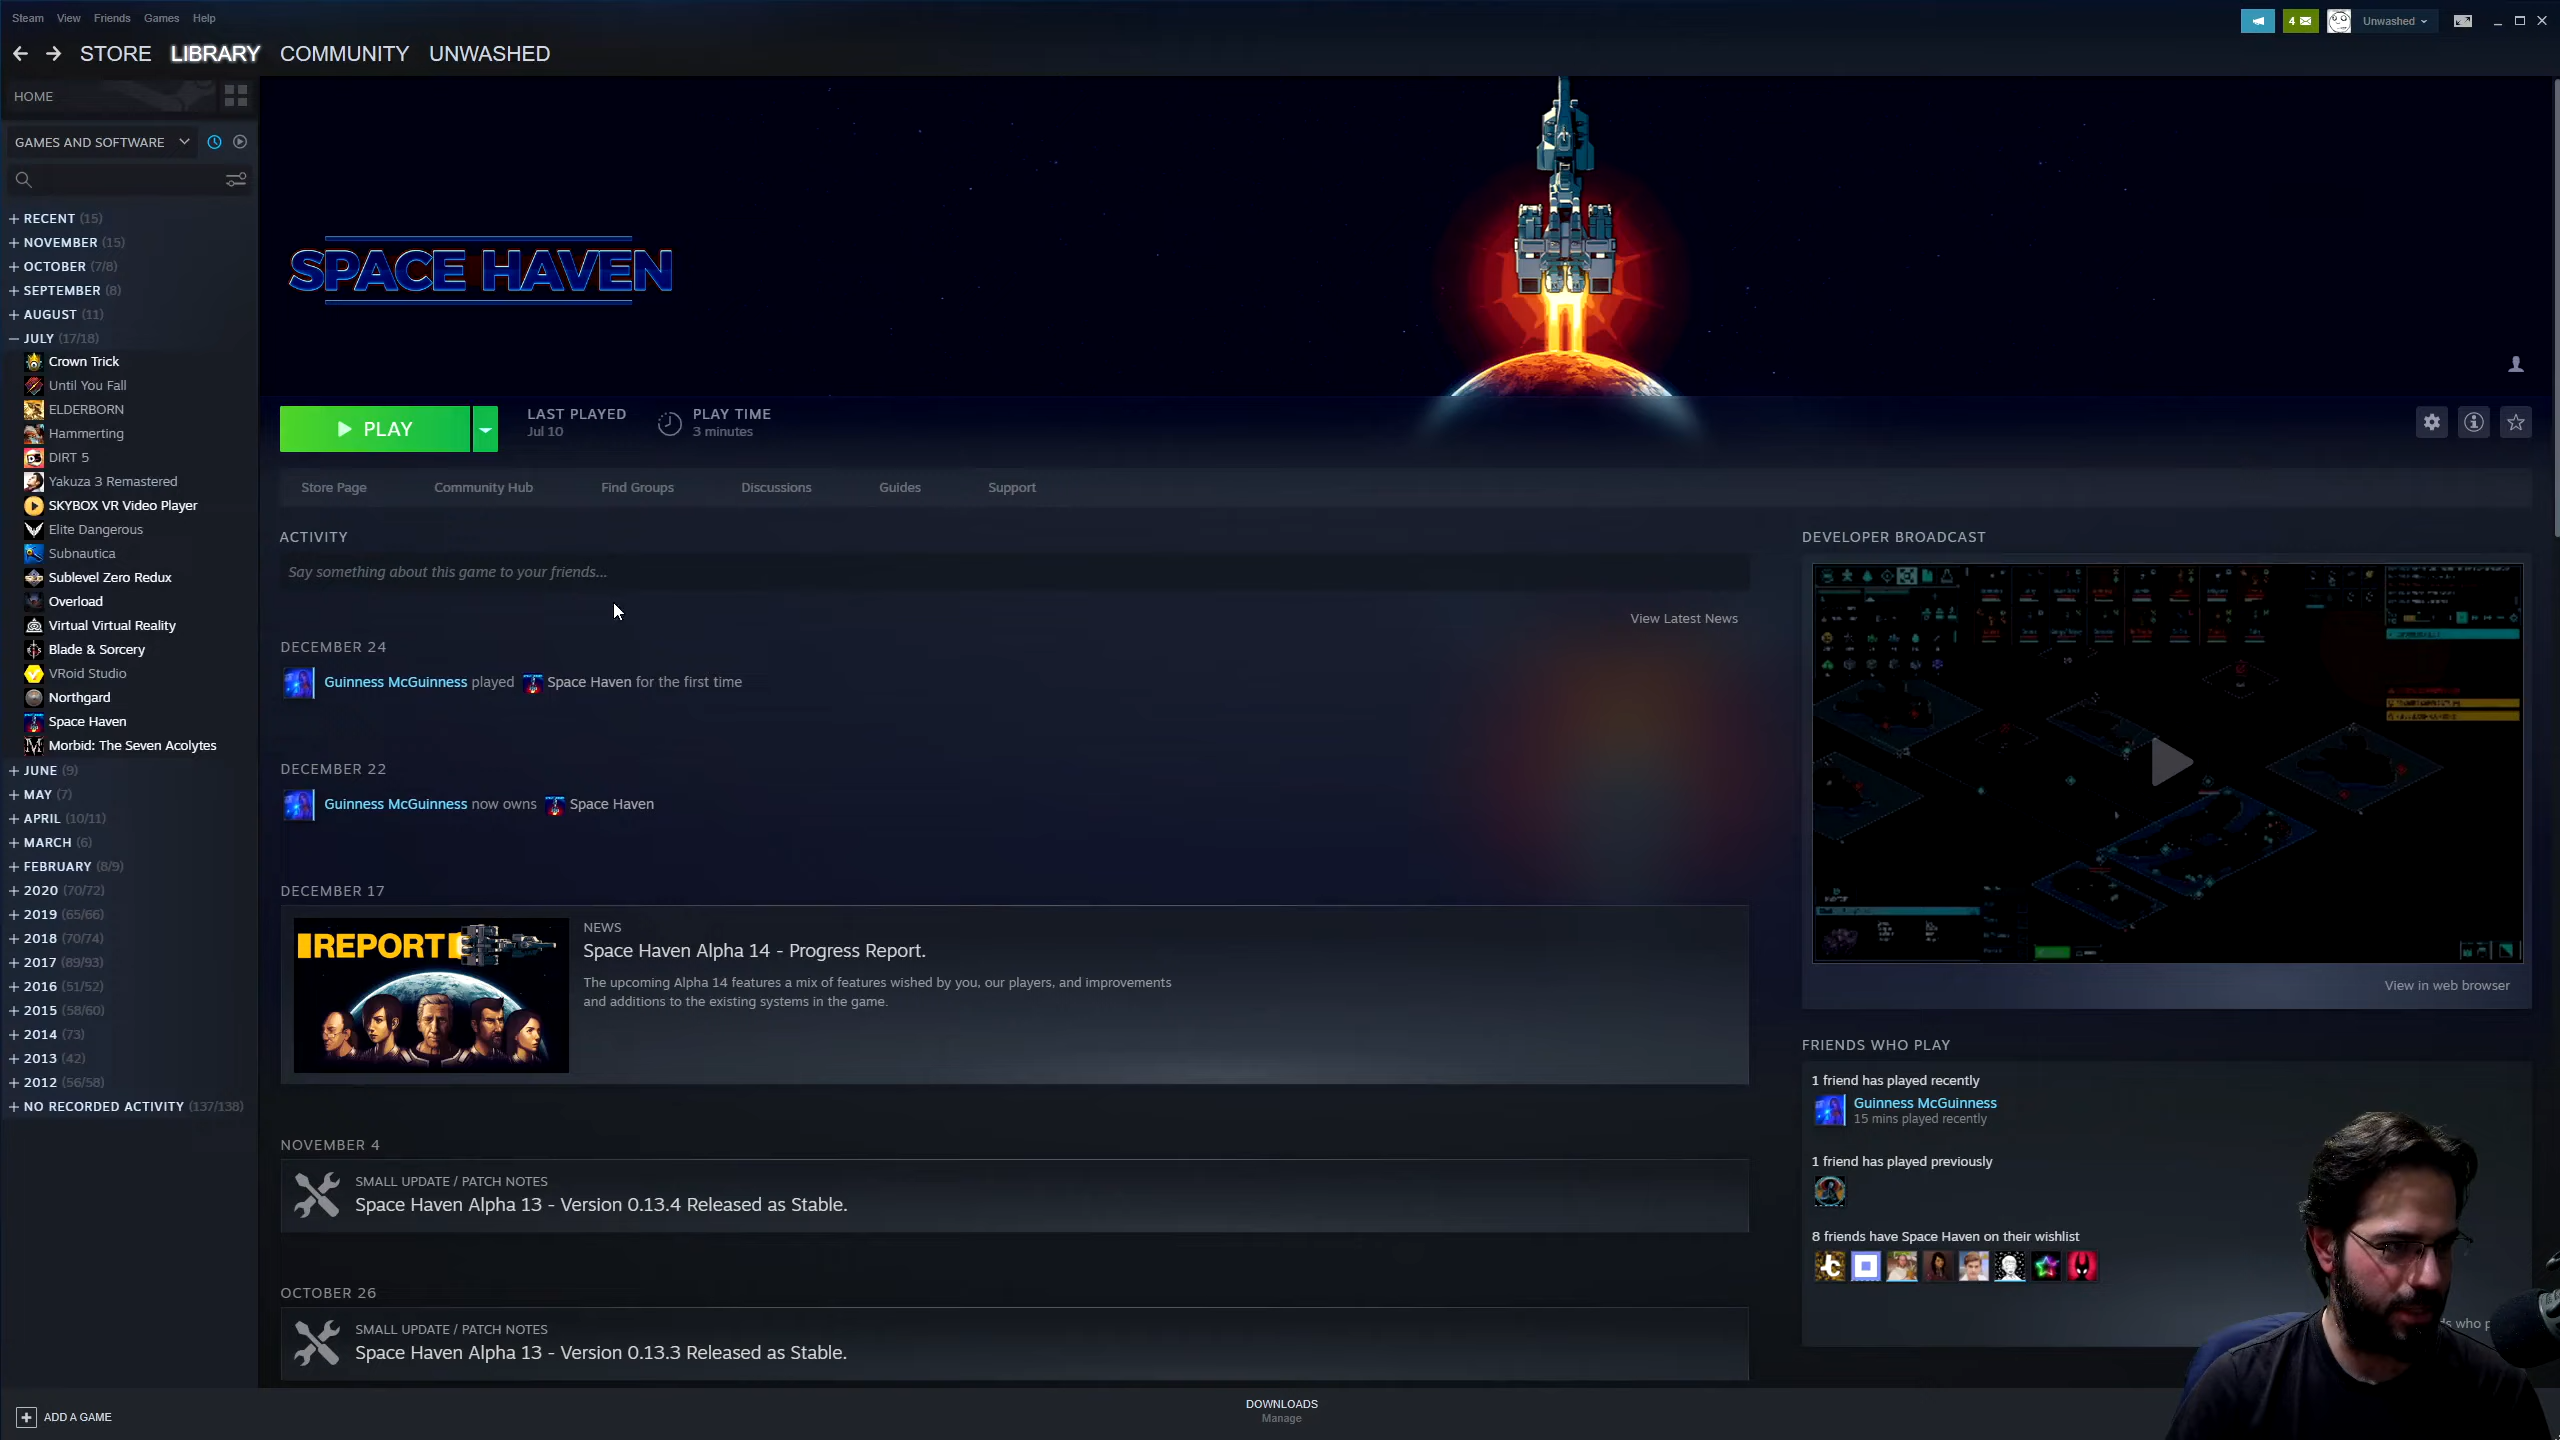 Steam View Friends Games Help
4 Unwashed
STORE LIBRARY COMMUNITY UNWASHED
HOME
GAMES AND SOFTWARE
RECENT (15)
NOVEMBER (15)
OCTOBER (7/8)
SEPTEMBER (8)
AUGUST (11)
JULY (17/18)
Crown Trick
Until You Fall
ELDERBORN
Hammerting
DIRT 5
Yakuza 3 Remastered
SKYBOX VR Video Player
Elite Dangerous
Subnautica
Sublevel Zero Redux
Overload
Virtual Virtual Reality
Blade & Sorcery
VRoid Studio
Northgard
Space Haven
Morbid: The Seven Acolytes
JUNE (9)
MAY (7)
APRIL (10/11)
MARCH (6)
FEBRUARY (8/9)
2020 (70/72)
2019 (65/66)
2018 (70/74)
2017 (89/93)
2016 (51/52)
2015 (58/60)
2014 (73)
2013 (42)
2012 (56/58)
NO RECORDED ACTIVITY (137/138)
ADD A GAME
SPACE HAVEN
PLAY
LAST PLAYED
Jul 10
PLAY TIME
3 minutes
Store Page Community Hub Find Groups Discussions Guides Support
ACTIVITY
Say something about this game to your friends...
View Latest News
DECEMBER 24
Guinness McGuinness played Space Haven for the first time
DECEMBER 22
Guinness McGuinness now owns Space Haven
DECEMBER 17
REPORT
NEWS
Space Haven Alpha 14 - Progress Report.
The upcoming Alpha 14 features a mix of features wished by you, our players, and improvements
and additions to the existing systems in the game.
NOVEMBER 4
SMALL UPDATE / PATCH NOTES
Space Haven Alpha 13 - Version 0.13.4 Released as Stable.
OCTOBER 26
SMALL UPDATE / PATCH NOTES
Space Haven Alpha 13 - Version 0.13.3 Released as Stable.
DEVELOPER BROADCAST
View in web browser
FRIENDS WHO PLAY
1 friend has played recently
Guinness McGuinness
15 mins played recently
1 friend has played previously
8 friends have Space Haven on their wishlist
who
DOWNLOADS
Manage